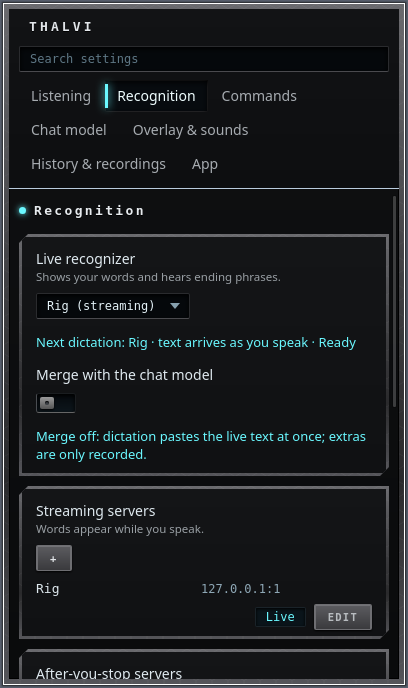 THALVI
Search settings
Listening Recognition Commands
Chat model Overlay & sounds
History & recordings App
Recognition
Live recognizer
Shows your words and hears ending phrases.
Rig (streaming)
Next dictation: Rig · text arrives as you speak · Ready
Merge with the chat model
Merge off: dictation pastes the live text at once; extras
are only recorded.
Streaming servers
Words appear while you speak.
+
Rig 127.0.0.1:1
Live EDIT
After-you-stop servers